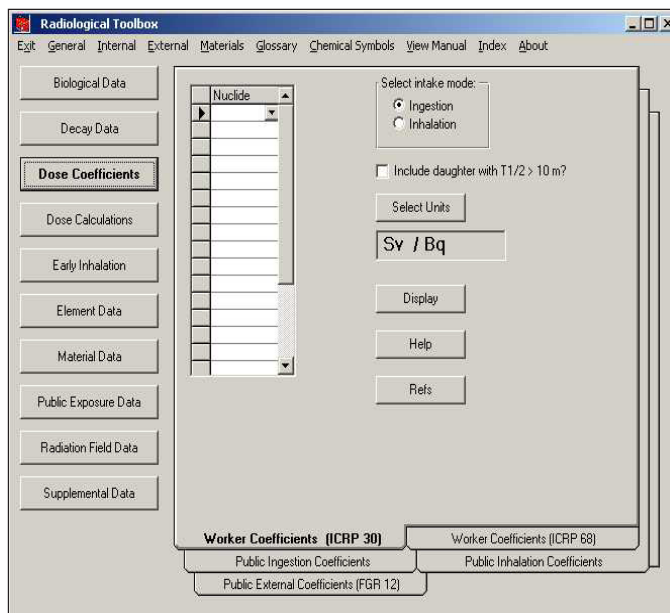 Radiological Toolbox
Exit General Internal External Materials Glossary Chemical Symbols View Manual Index About
Biological Data
Decay Data
Dose Coefficients
Dose Calculations
Early Inhalation
Element Data
Material Data
Public Exposure Data
Radiation Field Data
Supplemental Data
Nuclide
Select intake mode:
Ingestion
Inhalation
Include daughter with T1/2 > 10 m?
Select Units
Sv / Bq
Display
Help
Refs
Worker Coefficients (ICRP 30)
Worker Coefficients (ICRP 68)
Public Ingestion Coefficients
Public Inhalation Coefficients
Public External Coefficients (FGR 12)